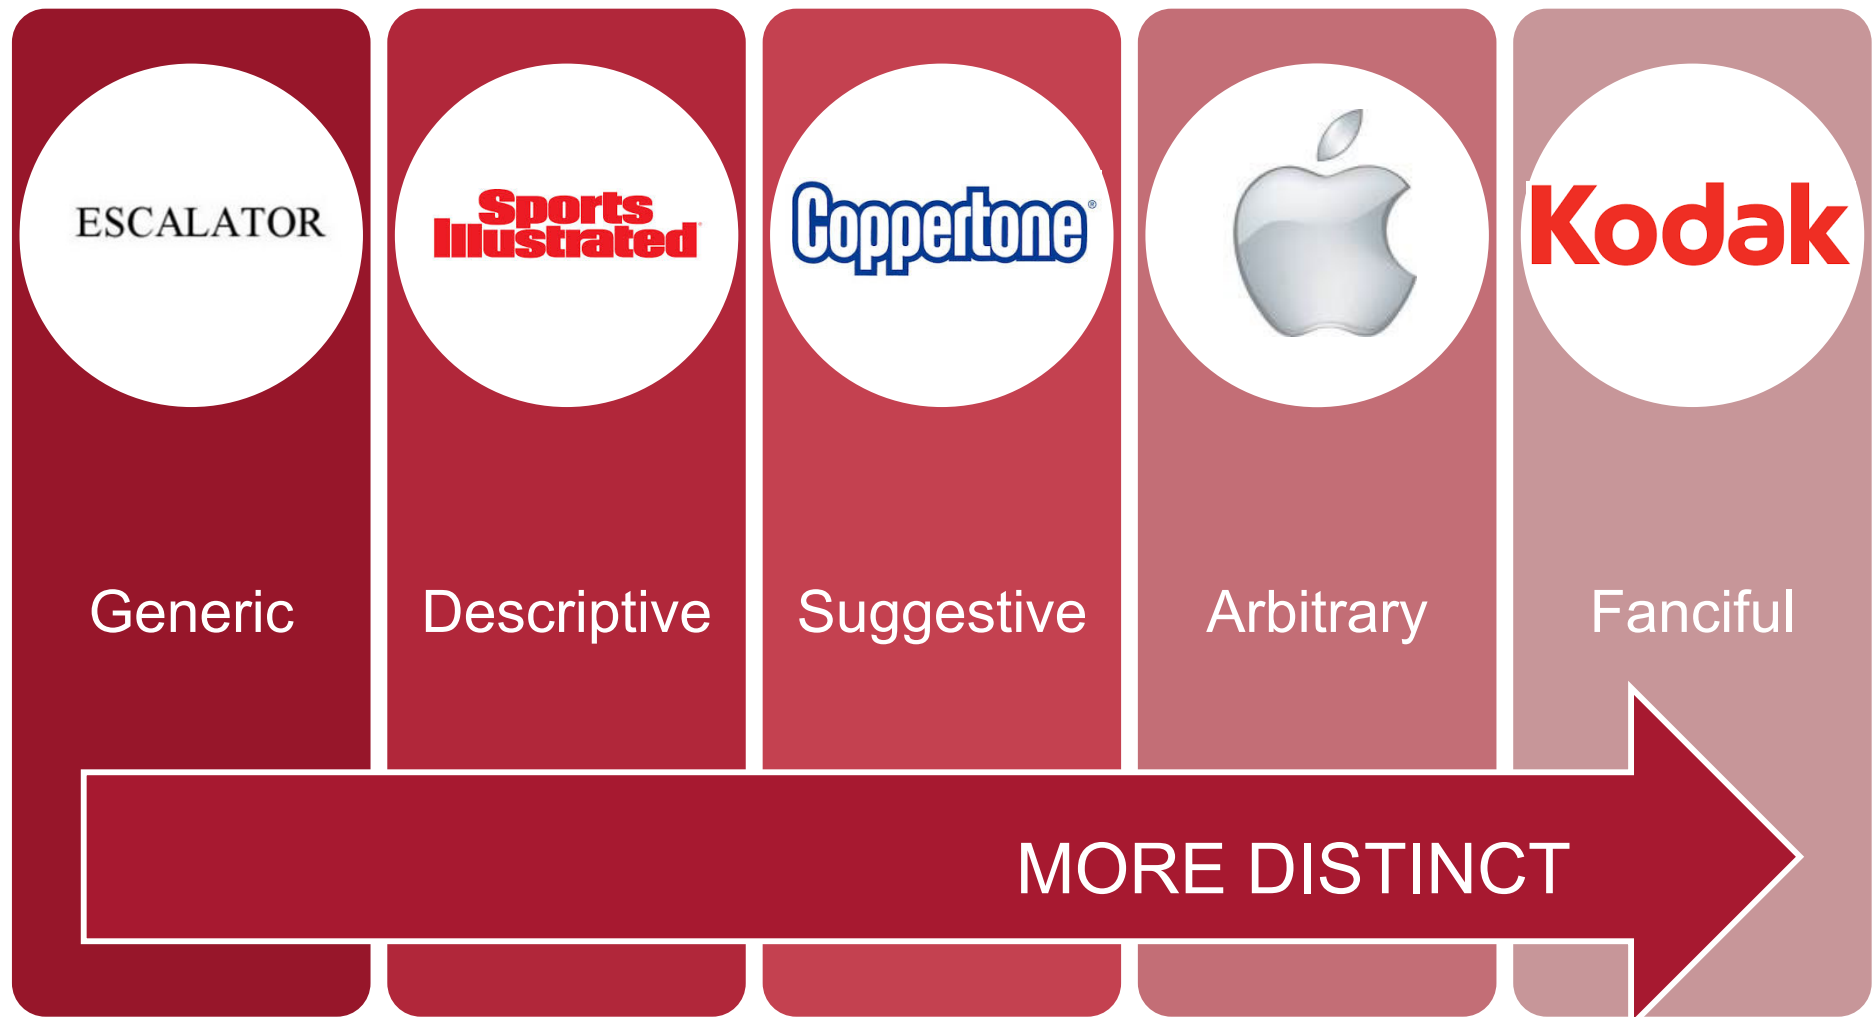 ESCALATOR
Sports
Illustrated
Coppertone®
Kodak
Generic
Descriptive
Suggestive
Arbitrary
Fanciful
MORE DISTINCT